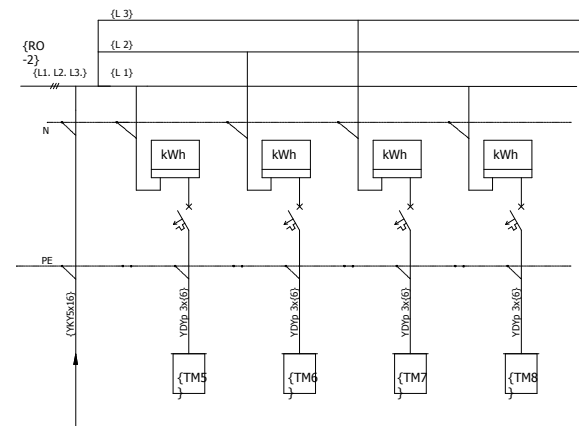 {L 3}
{RO
-2}
{L 2}
{L1. L2. L3.}
{L 1}
N
kWh
kWh
kWh
kWh
PE
{YKY5x16}
YDYp 3x{6}
YDYp 3x{6}
YDYp 3x{6}
YDYp 3x{6}
{TM5
}
{TM6
}
{TM7
}
{TM8
}